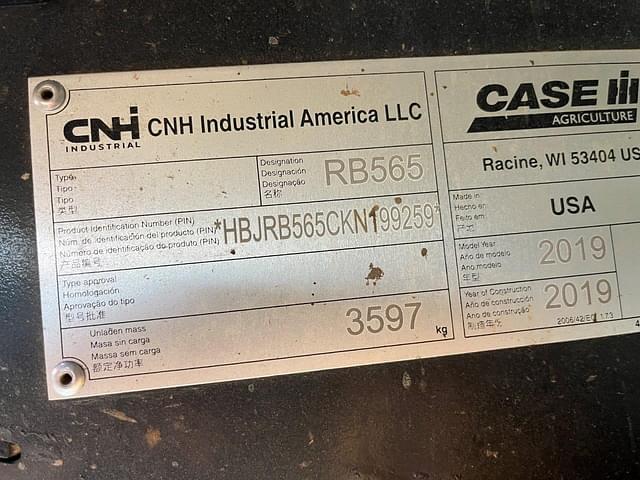 CNH
INDUSTRIAL
CNH Industrial America LLC
Type
Tipo
Tipo
类型
Designation
Designación
Designação
名称
RB565
Product Identification Number (PIN)
Núm. de identificación del producto (PIN)
Número de identificação do produto (PIN)
产品编号
*HBJRB565CKN199259*
Type approval
Homologación
Aprovação do tipo
型号批准
Unladen mass
Masa sin carga
Massa sem carga
额定净功率
3597
kg
CASE IH
AGRICULTURE
Racine, WI 53404 US
Made in
Hecho en
Feito em
USA
Model Year
Año de modelo
Ano modelo
年型
2019
Year of Construction
Año de construcción
Ano de construção
制造年份
2019
2006/42/EC 1.7.3